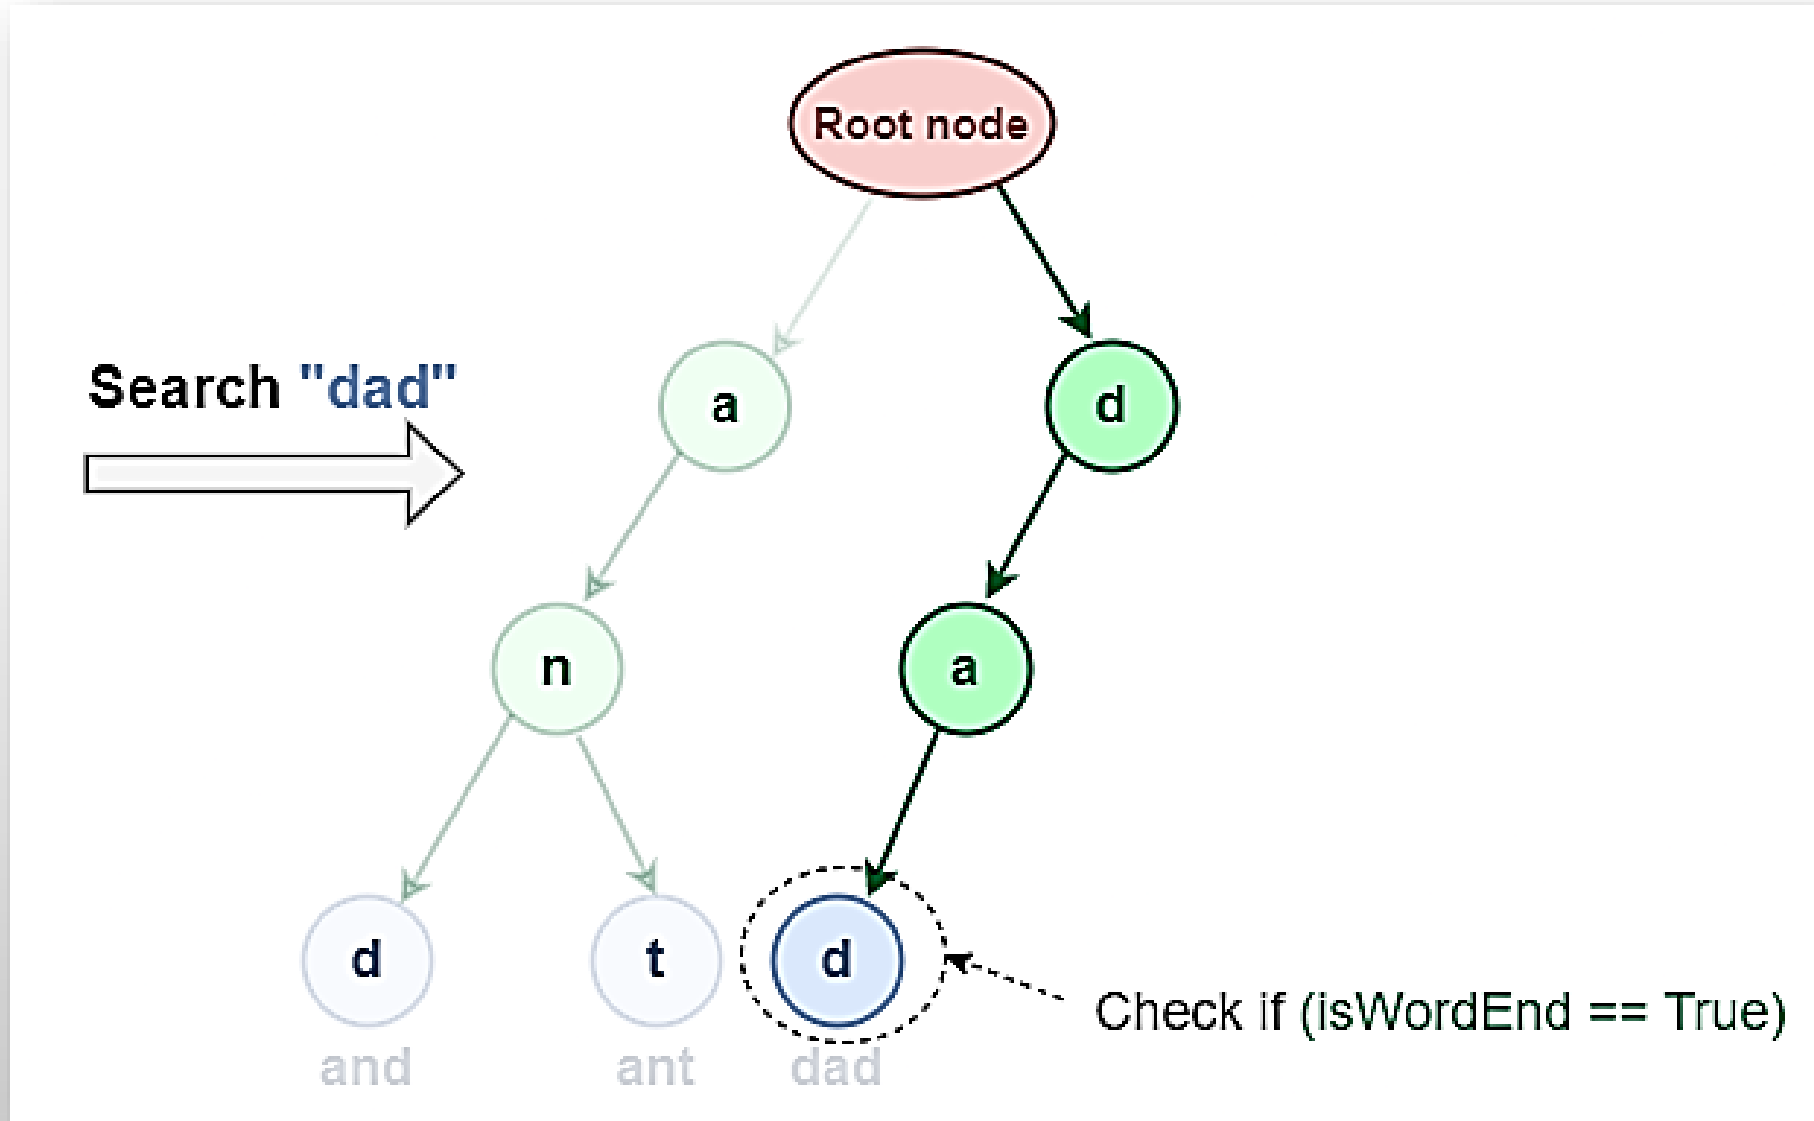 Root node
Search "dad"
a
d
n
a
d
t
d
Check if (isWordEnd == True)
and
ant
dad